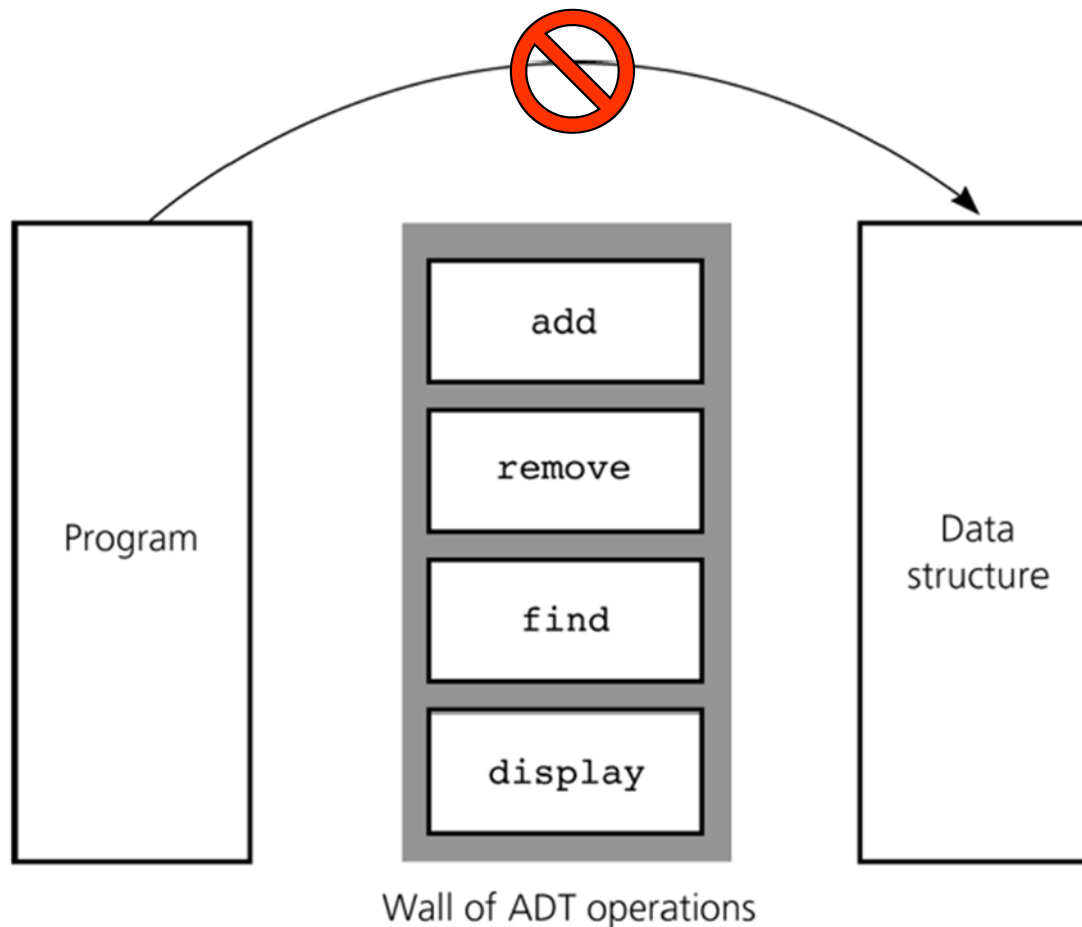 add
remove
find
display
Program
Data
structure
Wall of ADT operations